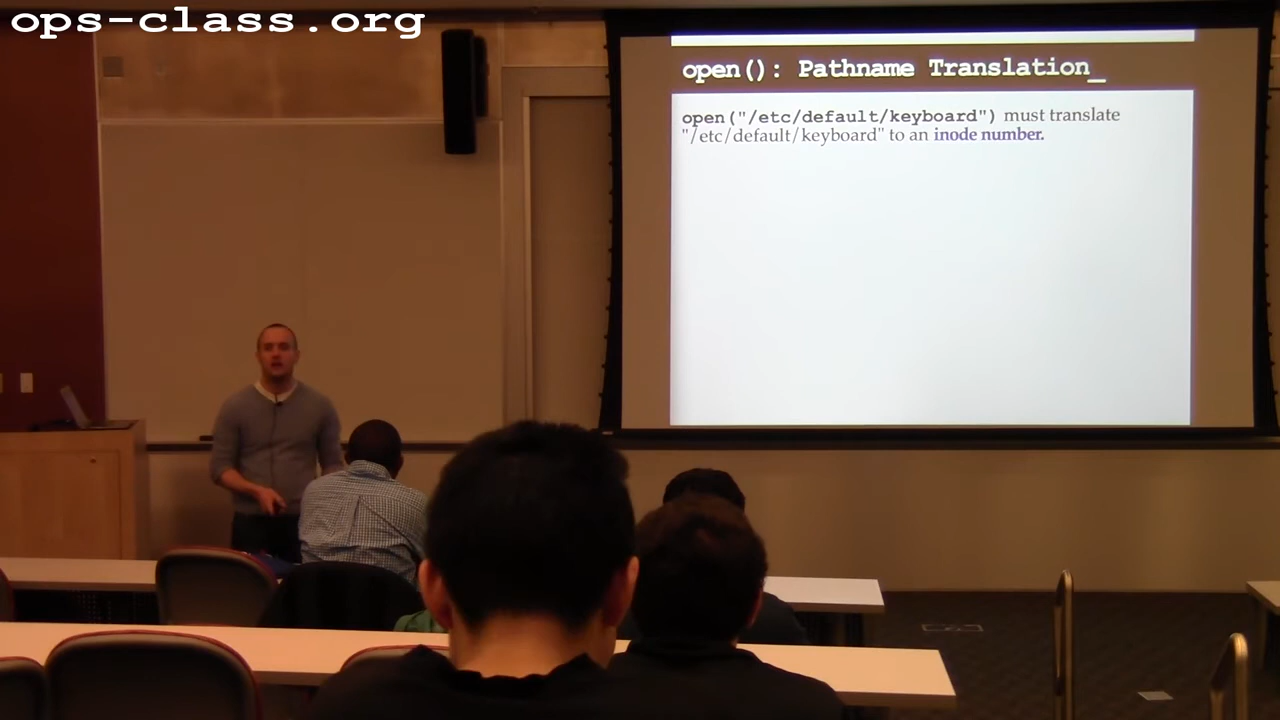 ops-class.org
open(): Pathname Translation_
open("/etc/default/keyboard") must translate
"/etc/default/keyboard" to an inode number.